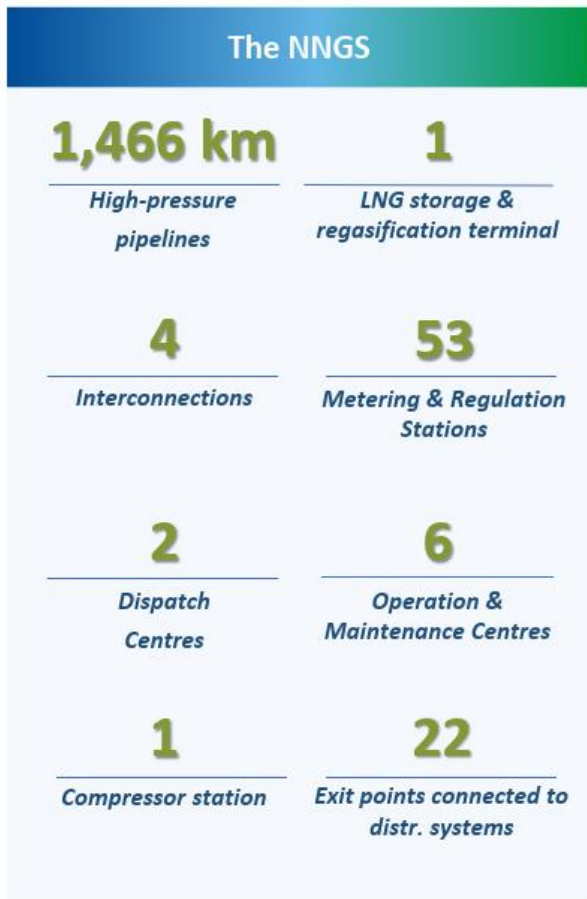 The NNGS
1,466 km
High-pressure
pipelines
1
LNG storage &
regasification terminal
4
Interconnections
53
Metering & Regulation
Stations
2
Dispatch
Centres
6
Operation &
Maintenance Centres
1
Compressor station
22
Exit points connected to
distr. systems